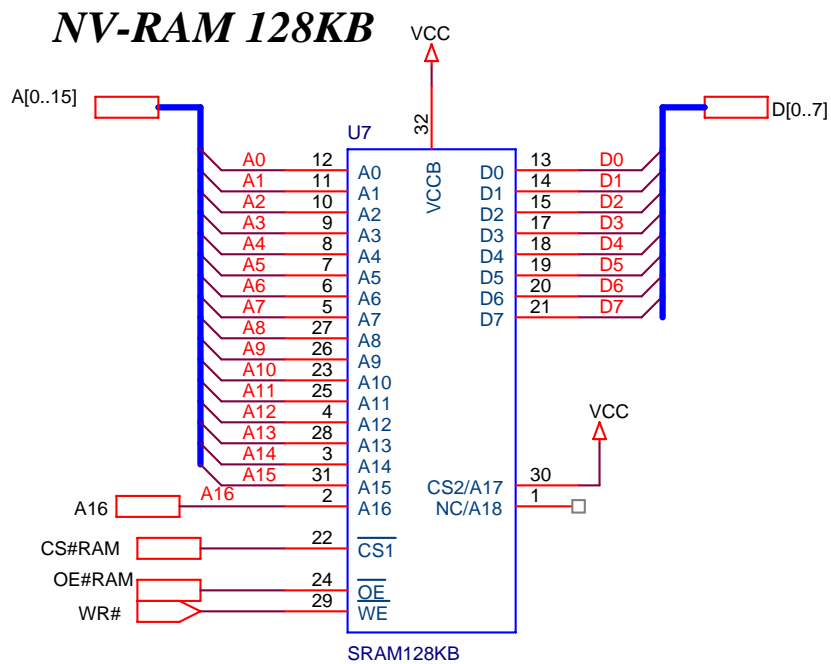 NV-RAM 128KB
VCC
A[0..15]
D[0..7]
U7
32
VCCB
A0 12 A0 D0 13 D0
A1 11 A1 D1 14 D1
A2 10 A2 D2 15 D2
A3 9 A3 D3 17 D3
A4 8 A4 D4 18 D4
A5 7 A5 D5 19 D5
A6 6 A6 D6 20 D6
A7 5 A7 D7 21 D7
A8 27 A8
A9 26 A9
A10 23 A10
A11 25 A11
A12 4 A12
A13 28 A13
A14 3 A14
VCC
A15 31 A15 CS2/A17 30
A16 A16 2 A16 NC/A18 1
CS#RAM 22 CS1
OE#RAM 24 OE
WR# 29 WE
SRAM128KB